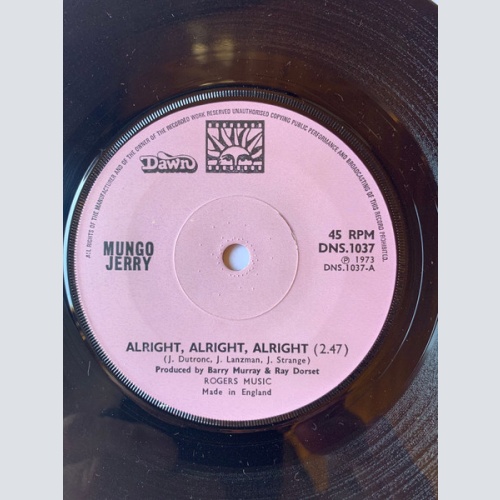 ALL RIGHTS OF THE MANUFACTURER AND OF THE OWNER OF THE RECORDED WORK RESERVED UNAUTHORISED COPYING PUBLIC PERFORMANCE AND BROADCASTING OF THIS RECORD PROHIBITED.
Dawn
MUNGO
JERRY
45 RPM
DNS.1037
℗ 1973
DNS.1037-A
ALRIGHT, ALRIGHT, ALRIGHT (2.47)
(J. Dutronc, J. Lanzman, J. Strange)
Produced by Barry Murray & Ray Dorset
ROGERS MUSIC
Made in England